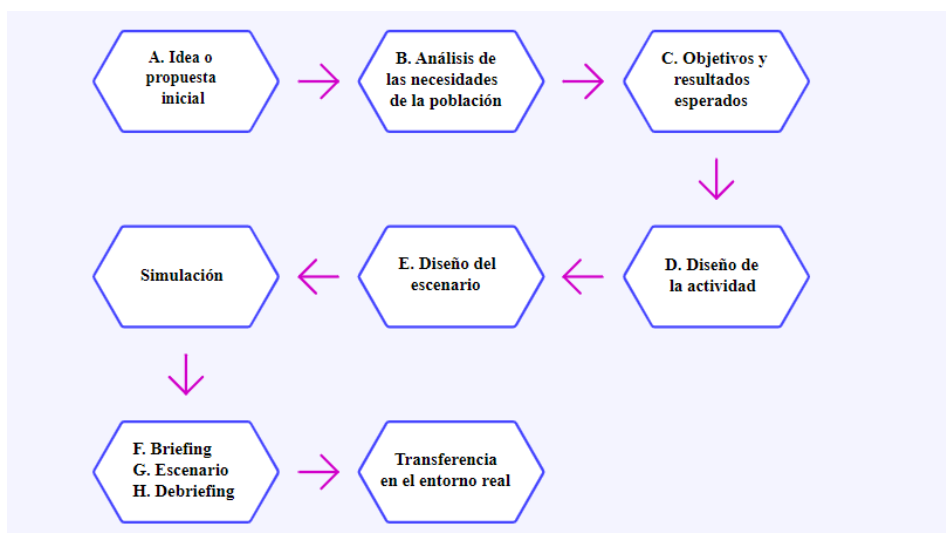 A. Idea o
propuesta
inicial
B. Análisis de
las necesidades
de la población
C. Objetivos y
resultados
esperados
D. Diseño de
la actividad
E. Diseño del
escenario
Simulación
F. Briefing
G. Escenario
H. Debriefing
Transferencia
en el entorno real